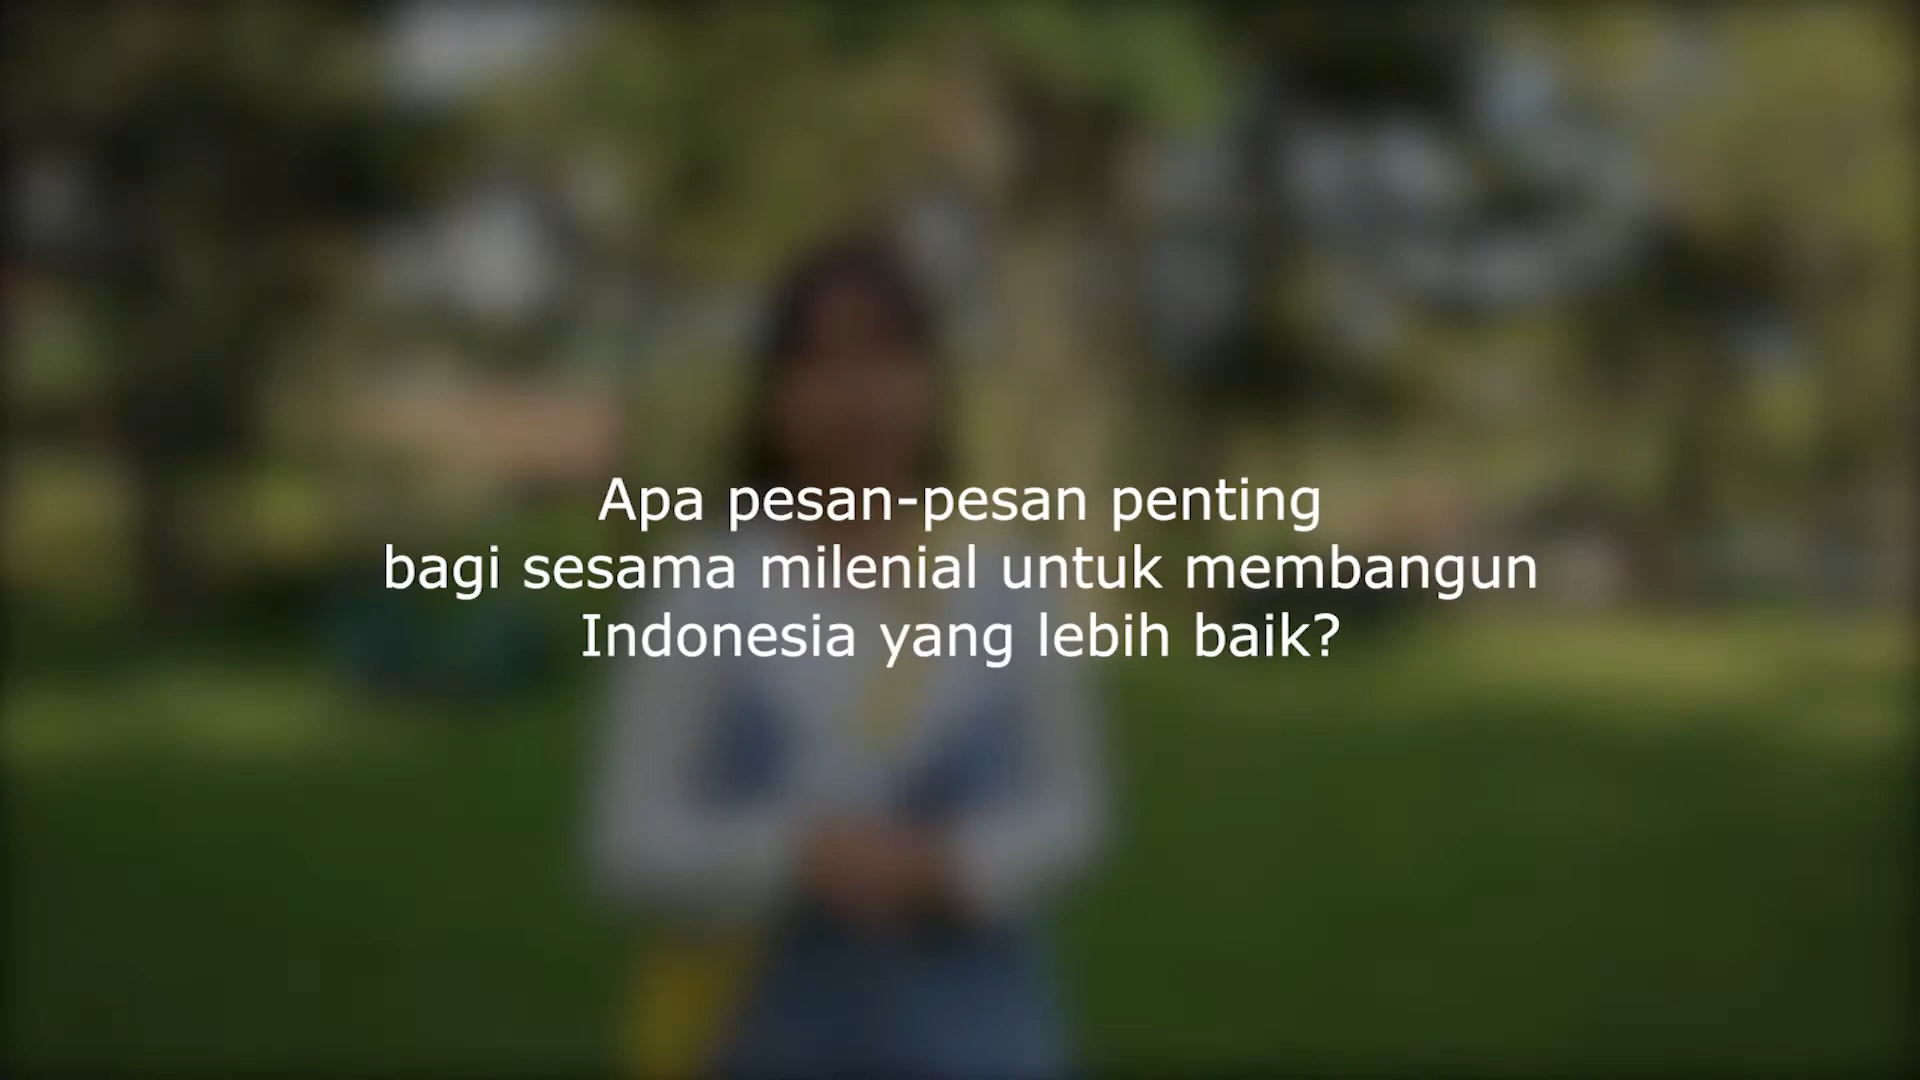 Apa pesan-pesan penting
bagi sesama milenial untuk membangun
Indonesia yang lebih baik?